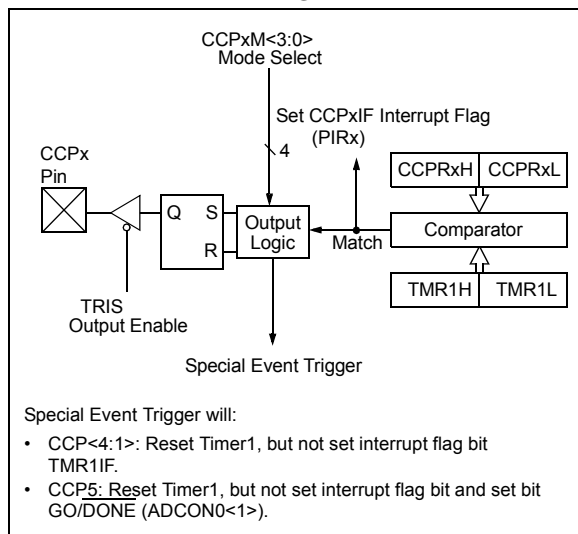 CCPxM<3:0>
Mode Select
Set CCPxIF Interrupt Flag
(PIRx)
4
CCPx
Pin
CCPRxH CCPRxL
Q S
R
Output
Logic
Match
Comparator
TRIS
Output Enable
TMR1H TMR1L
Special Event Trigger
Special Event Trigger will:
• CCP<4:1>: Reset Timer1, but not set interrupt flag bit
TMR1IF.
• CCP5: Reset Timer1, but not set interrupt flag bit and set bit
GO/DONE (ADCON0<1>).